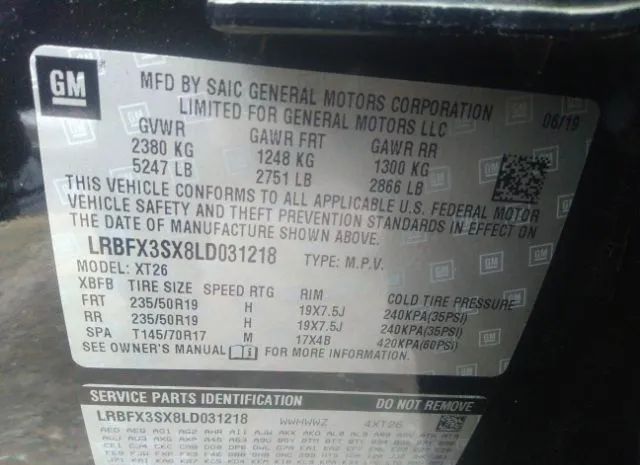 GM
MFD BY SAIC GENERAL MOTORS CORPORATION
LIMITED FOR GENERAL MOTORS LLC
06/19
GVWR GAWR FRT GAWR RR
2380 KG 1248 KG 1300 KG
5247 LB 2751 LB 2866 LB
THIS VEHICLE CONFORMS TO ALL APPLICABLE U.S. FEDERAL MOTOR
VEHICLE SAFETY AND THEFT PREVENTION STANDARDS IN EFFECT ON
THE DATE OF MANUFACTURE SHOWN ABOVE.
LRBFX3SX8LD031218 TYPE: M.P.V.
MODEL: XT26
XBFB TIRE SIZE SPEED RTG RIM COLD TIRE PRESSURE
FRT 235/50R19 H 19X7.5J 240KPA(35PSI)
RR 235/50R19 H 19X7.5J 240KPA(35PSI)
SPA T145/70R17 M 17X4B 420KPA(60PSI)
SEE OWNER'S MANUAL FOR MORE INFORMATION.
SERVICE PARTS IDENTIFICATION DO NOT REMOVE
LRBFX3SX8LD031218 WWHWWZ 4XT26